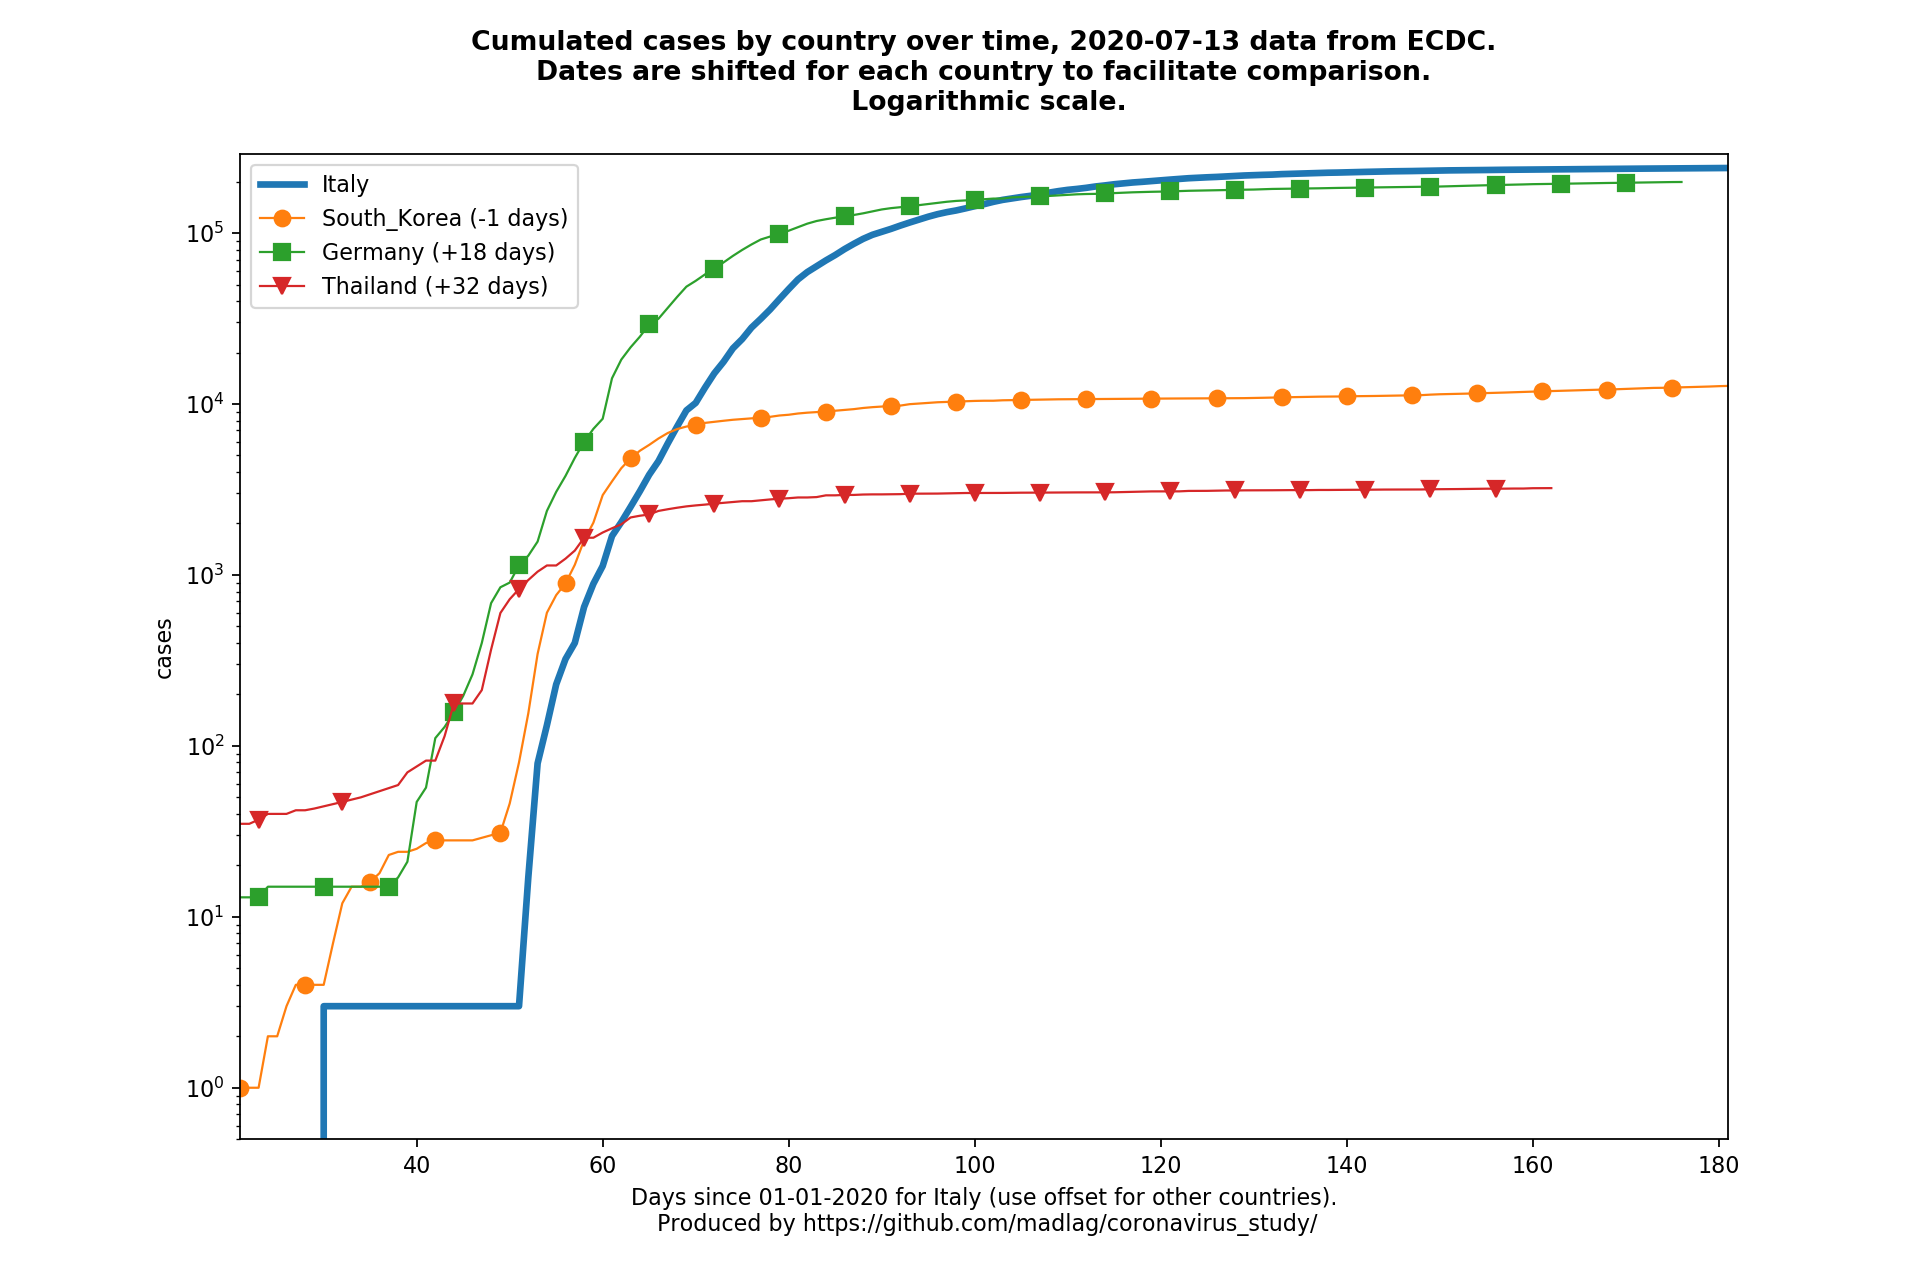 Cumulated cases by country over time, 2020-07-13 data from ECDC.
Dates are shifted for each country to facilitate comparison.
Logarithmic scale.
Italy
South_Korea (-1 days)
Germany (+18 days)
Thailand (+32 days)
10^5
10^4
10^3
10^2
10^1
10^0
cases
40 60 80 100 120 140 160 180
Days since 01-01-2020 for Italy (use offset for other countries).
Produced by https://github.com/madlag/coronavirus_study/